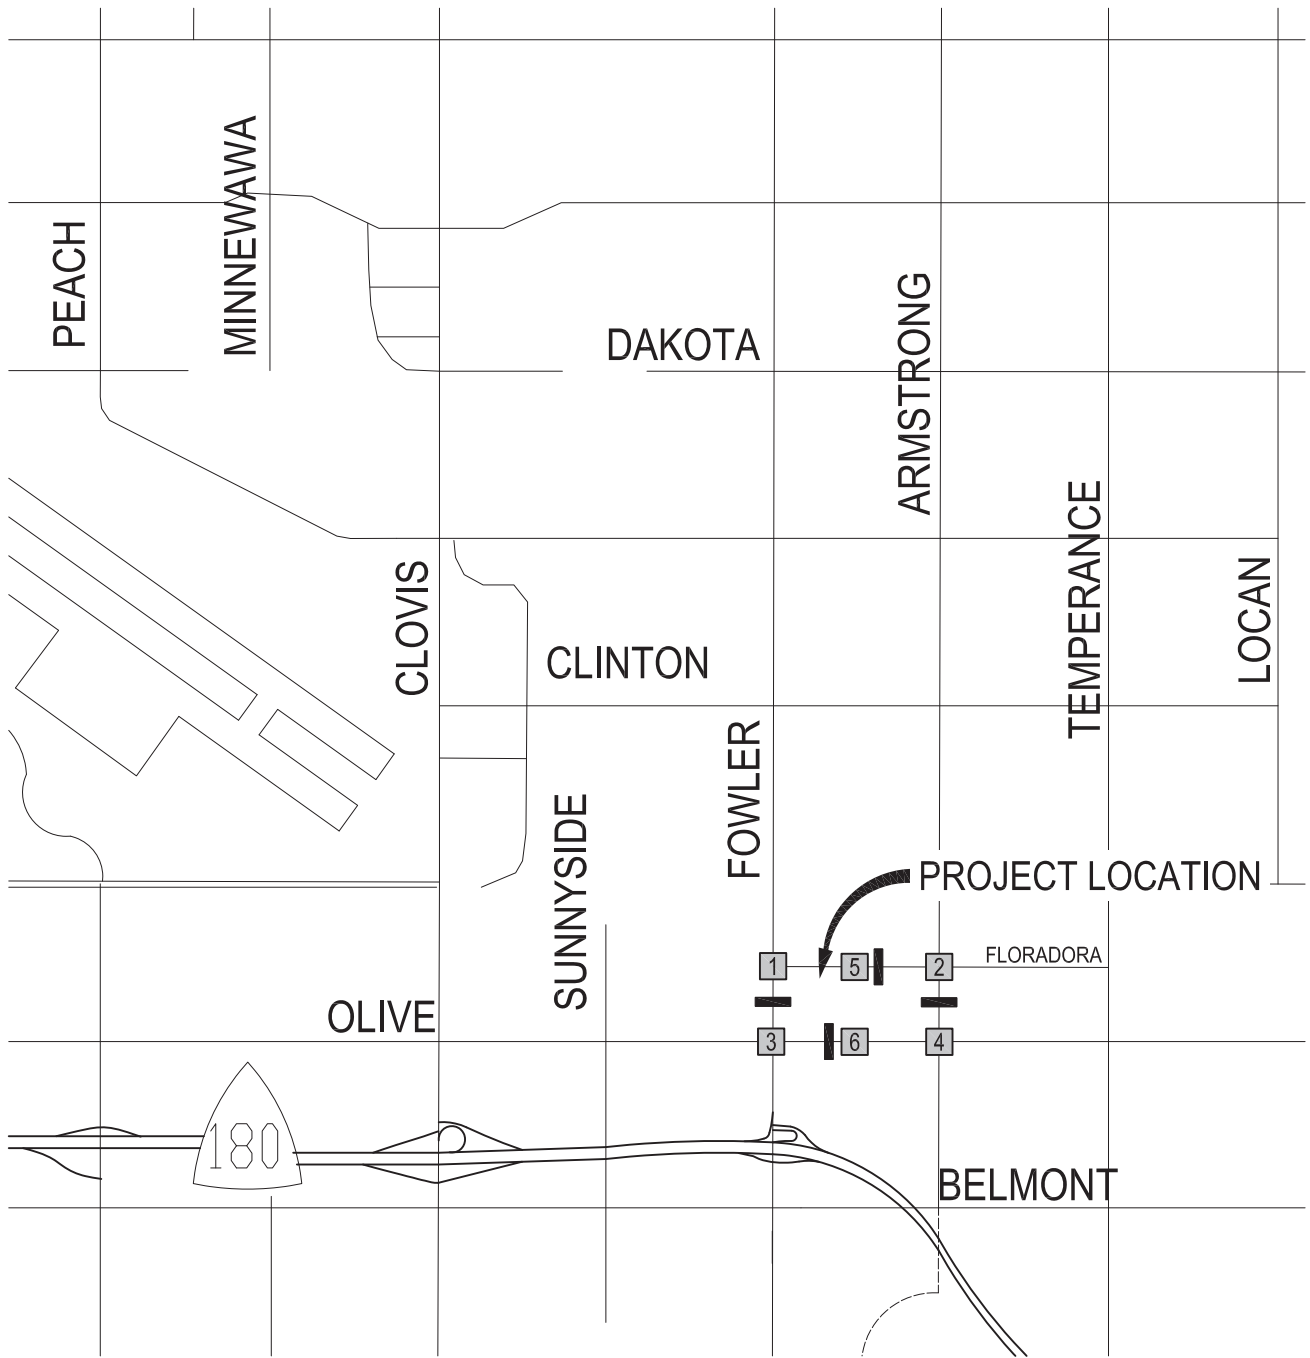 MINNEWAWA
PEACH
DAKOTA
ARMSTRONG
TEMPERANCE
CLOVIS
LOCAN
CLINTON
FOWLER
SUNNYSIDE
PROJECT LOCATION
FLORADORA
1
5
2
OLIVE
3
6
4
180
BELMONT